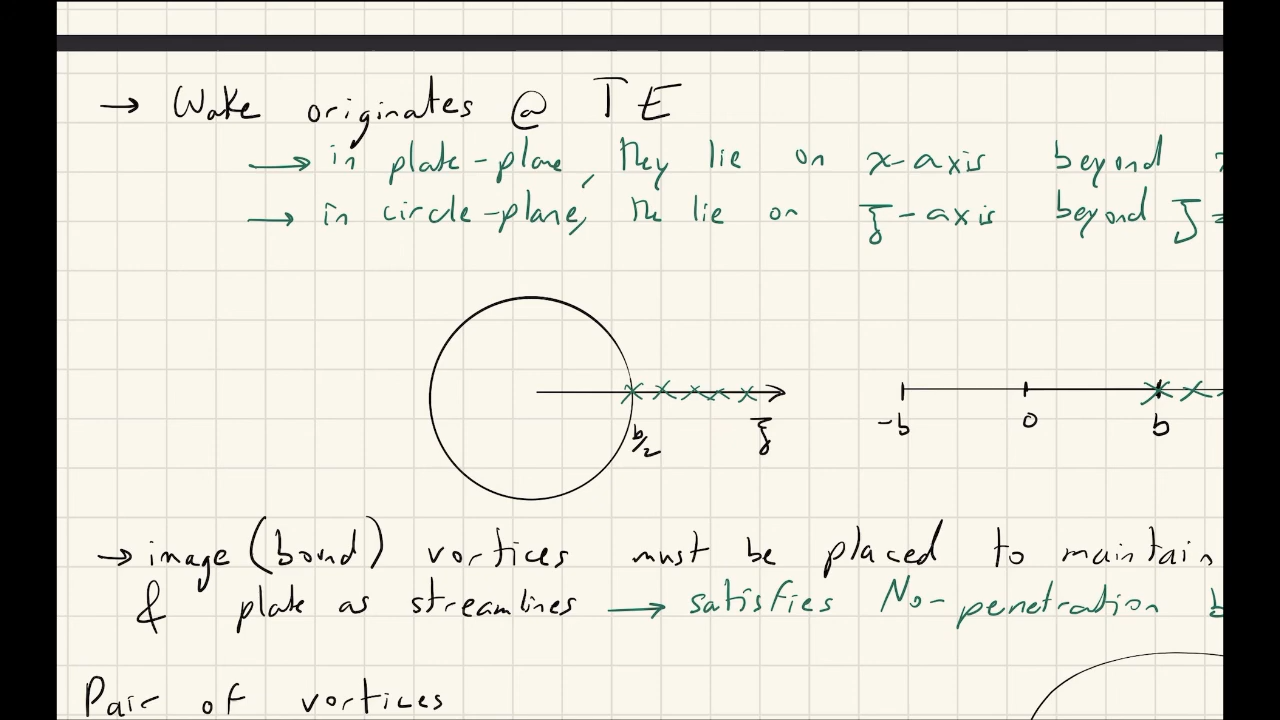 → Wake originates @ TE
→ in plate-plane, they lie on x-axis beyond
→ in circle-plane, the lie on ξ-axis beyond ξ =
b/2
ξ
-b 0 b
→ image (bound) vortices must be placed to maintain
& plate as streamlines → satisfies No-penetration b
Pair of vortices